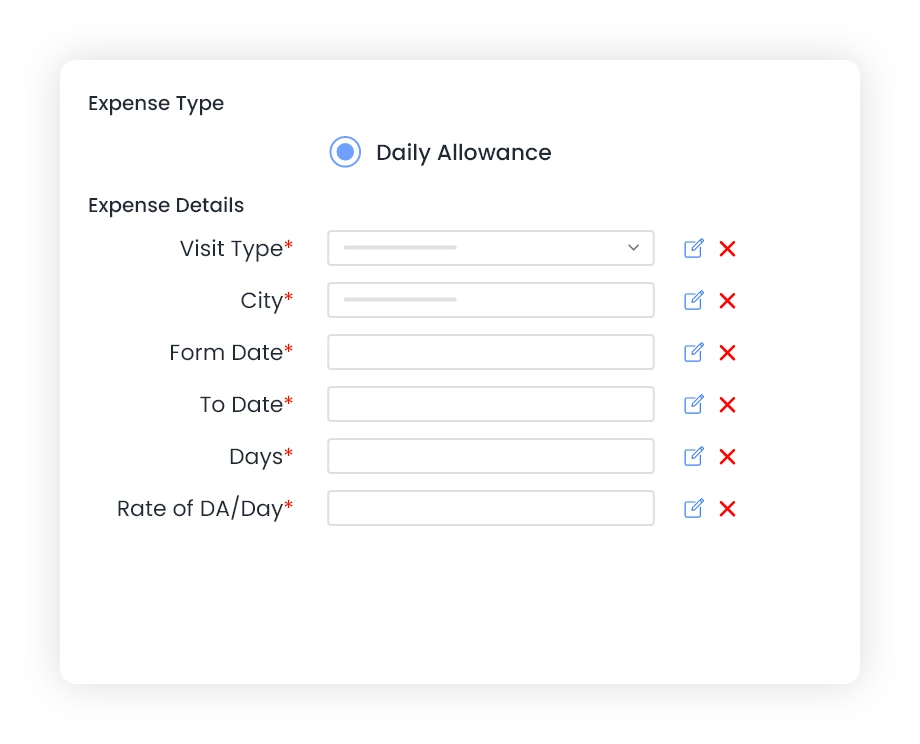 Expense Type
Daily Allowance
Expense Details
Visit Type*
City*
Form Date*
To Date*
Days*
Rate of DA/Day*